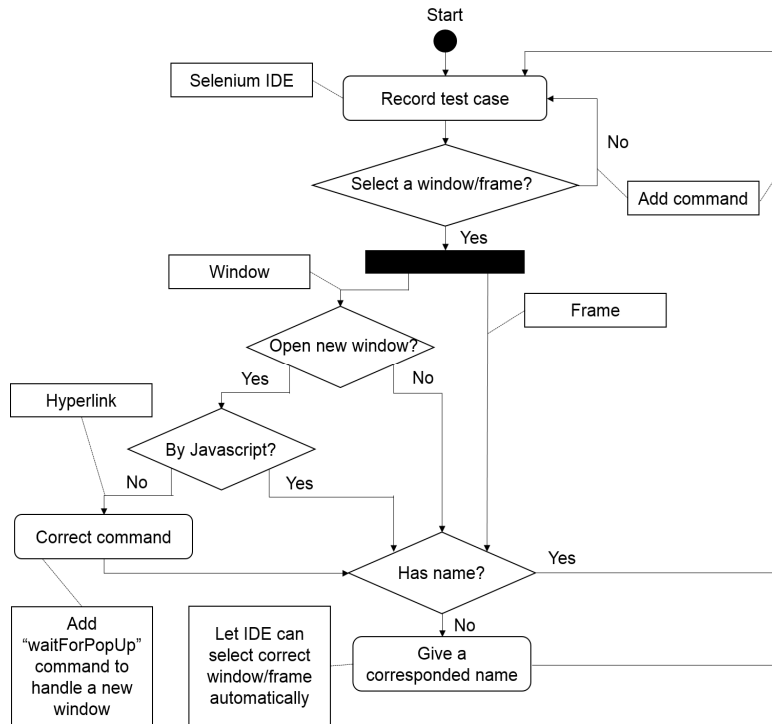 Start
Selenium IDE
Record test case
No
Select a window/frame?
Add command
Yes
Window
Frame
Open new window?
Yes
No
Hyperlink
By Javascript?
No
Yes
Correct command
Has name?
Yes
No
Add
“waitForPopUp”
command to
handle a new
window
Let IDE can
select correct
window/frame
automatically
Give a
corresponded name